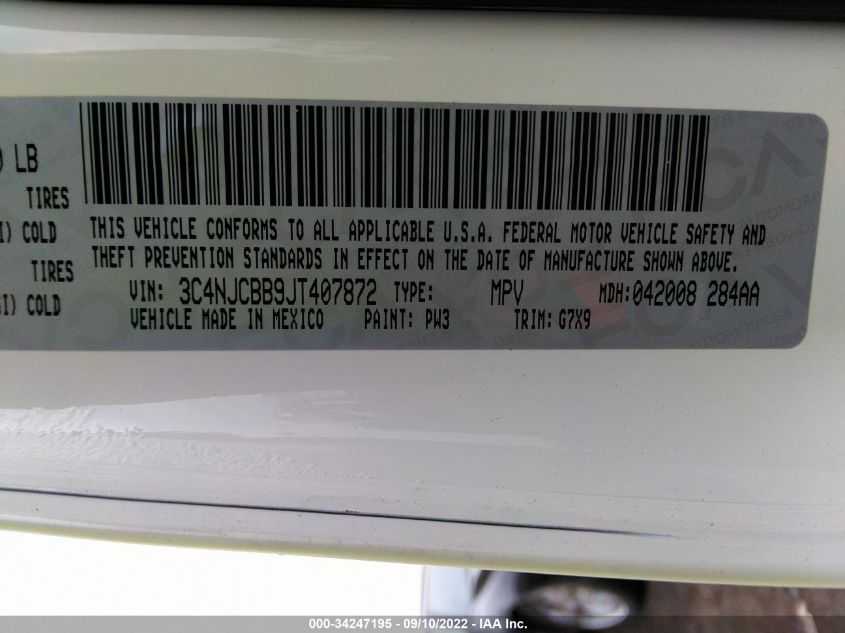 ) LB
TIRES
I) COLD
TIRES
SI) COLD
THIS VEHICLE CONFORMS TO ALL APPLICABLE U.S.A. FEDERAL MOTOR VEHICLE SAFETY AND
THEFT PREVENTION STANDARDS IN EFFECT ON THE DATE OF MANUFACTURE SHOWN ABOVE.
VIN: 3C4NJCBB9JT407872 TYPE: MPV MDH:042008 284AA
VEHICLE MADE IN MEXICO PAINT: PW3 TRIM: G7X9
000-34247195 - 09/10/2022 - IAA Inc.